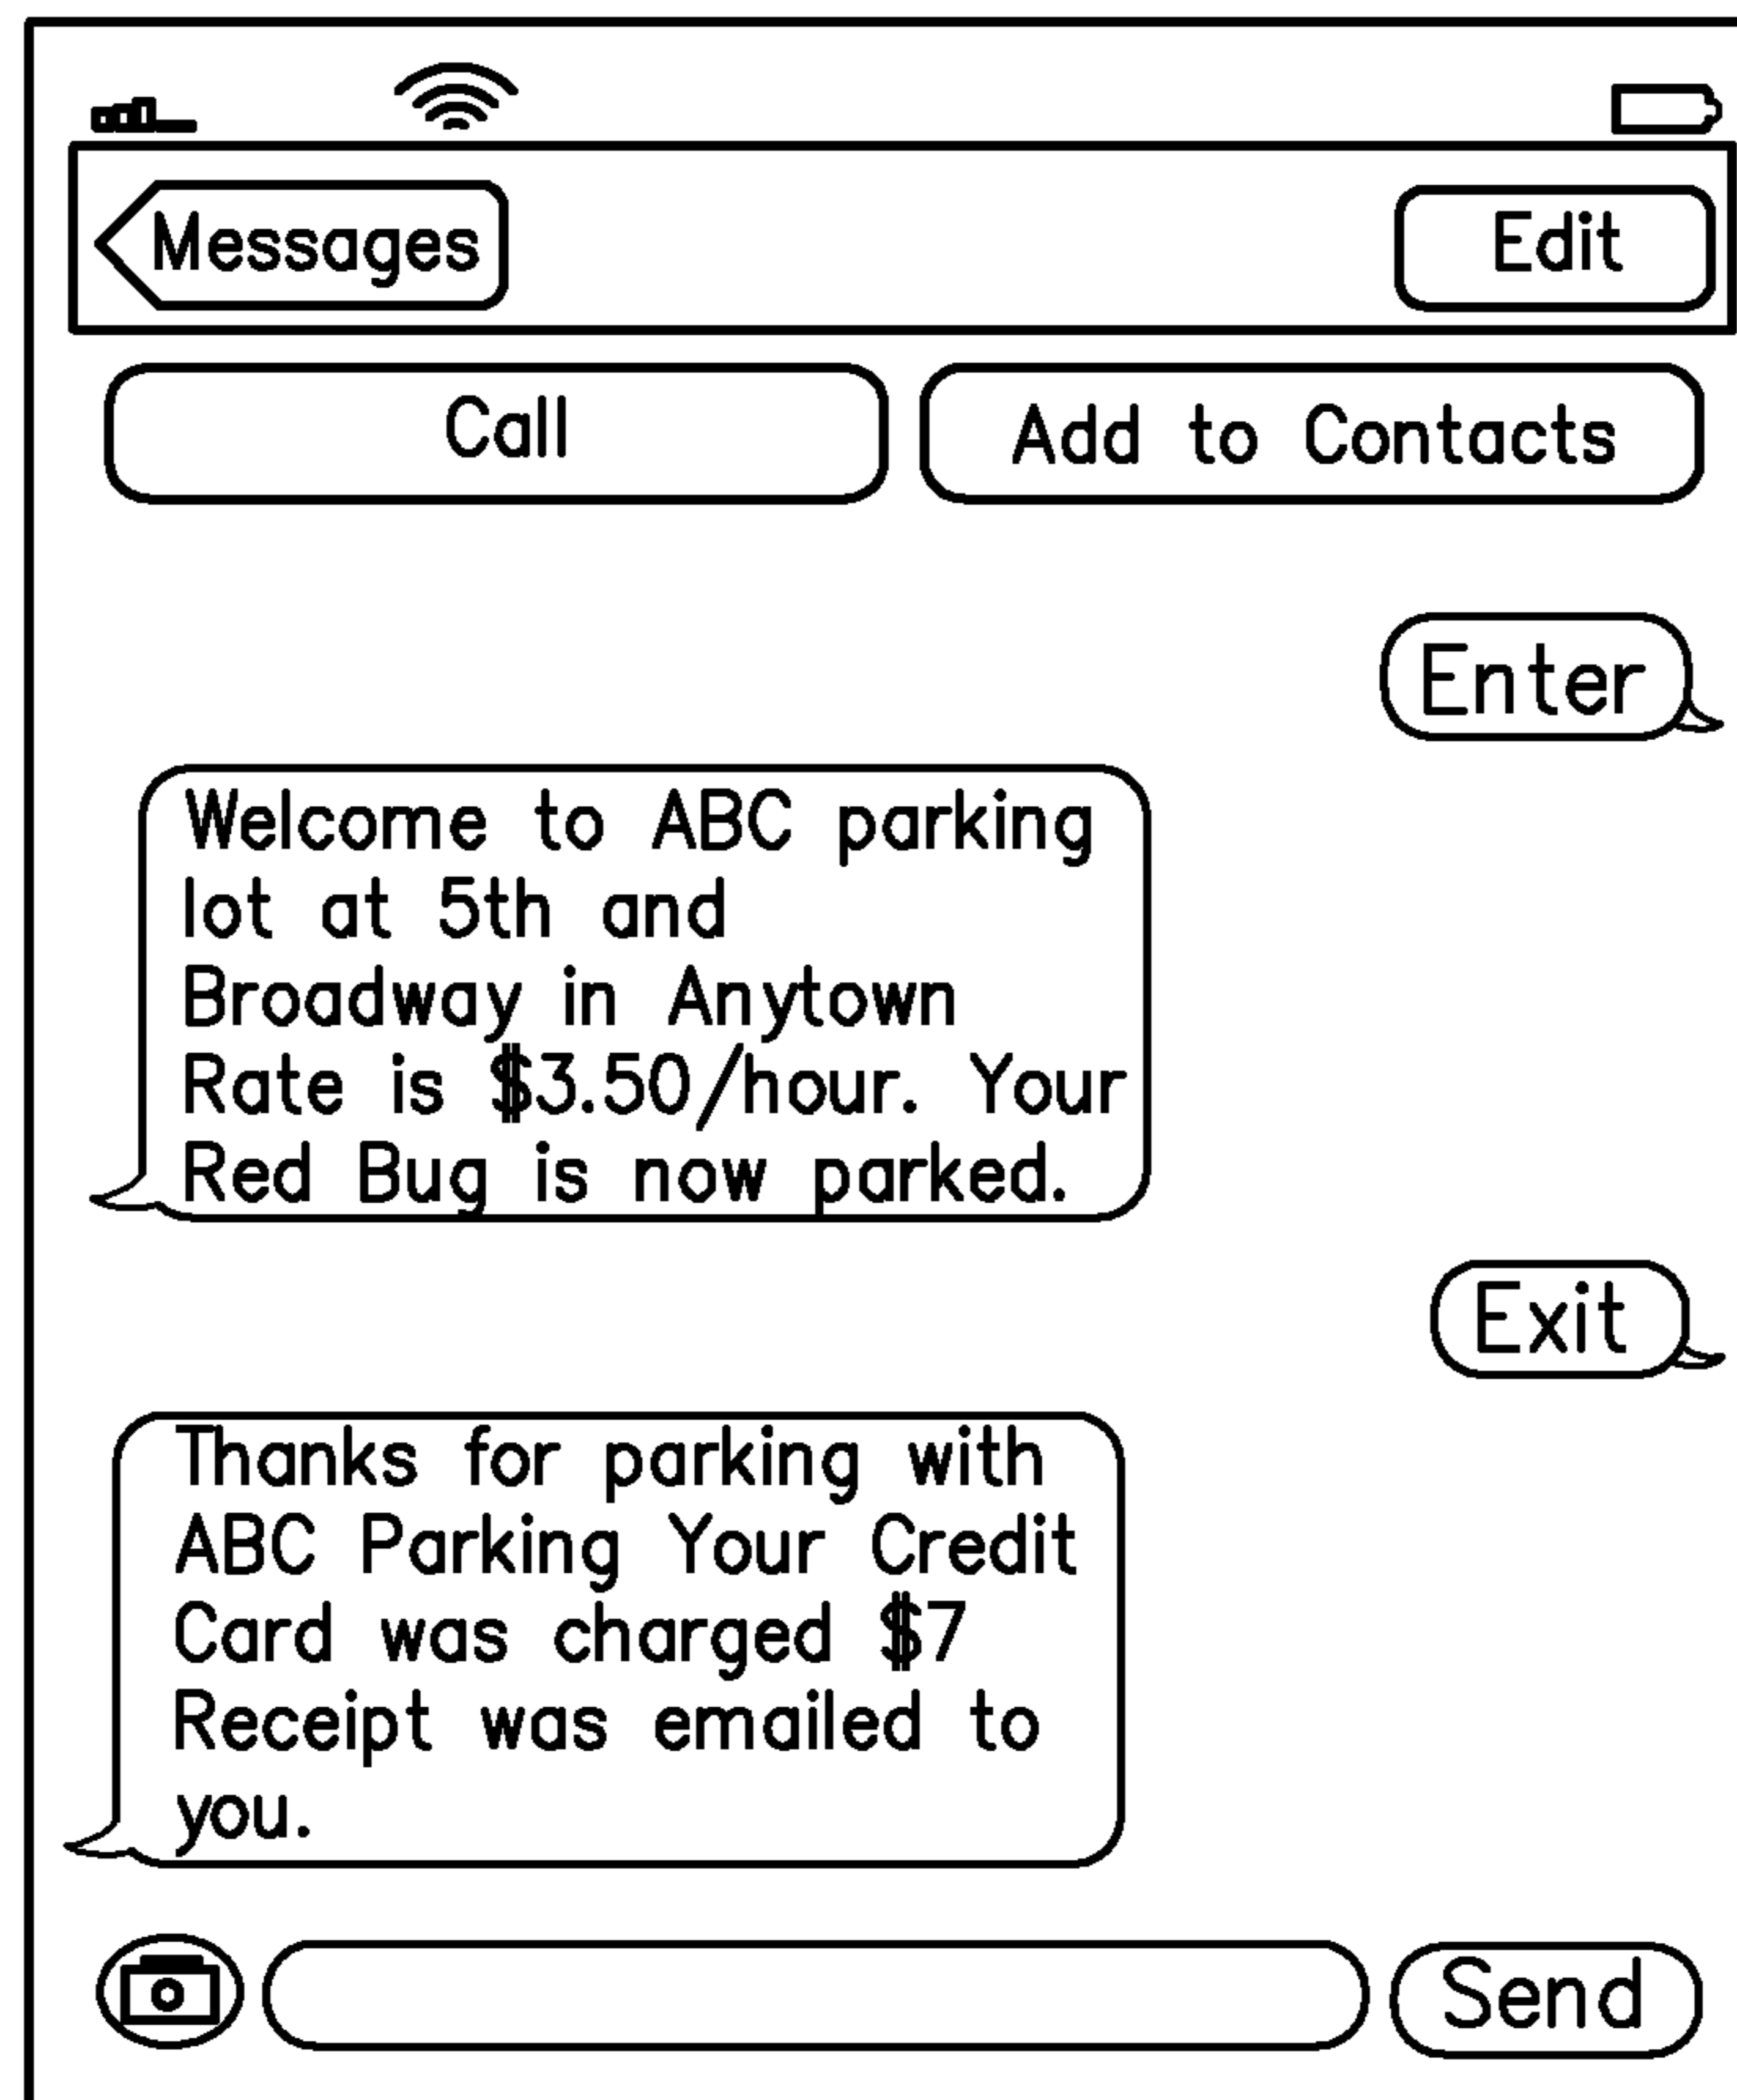 Messages
Edit
Call
Add to Contacts
Enter
Welcome to ABC parking
lot at 5th and
Broadway in Anytown
Rate is $3.50/hour. Your
Red Bug is now parked.
Exit
Thanks for parking with
ABC Parking Your Credit
Card was charged $7
Receipt was emailed to
you.
Send